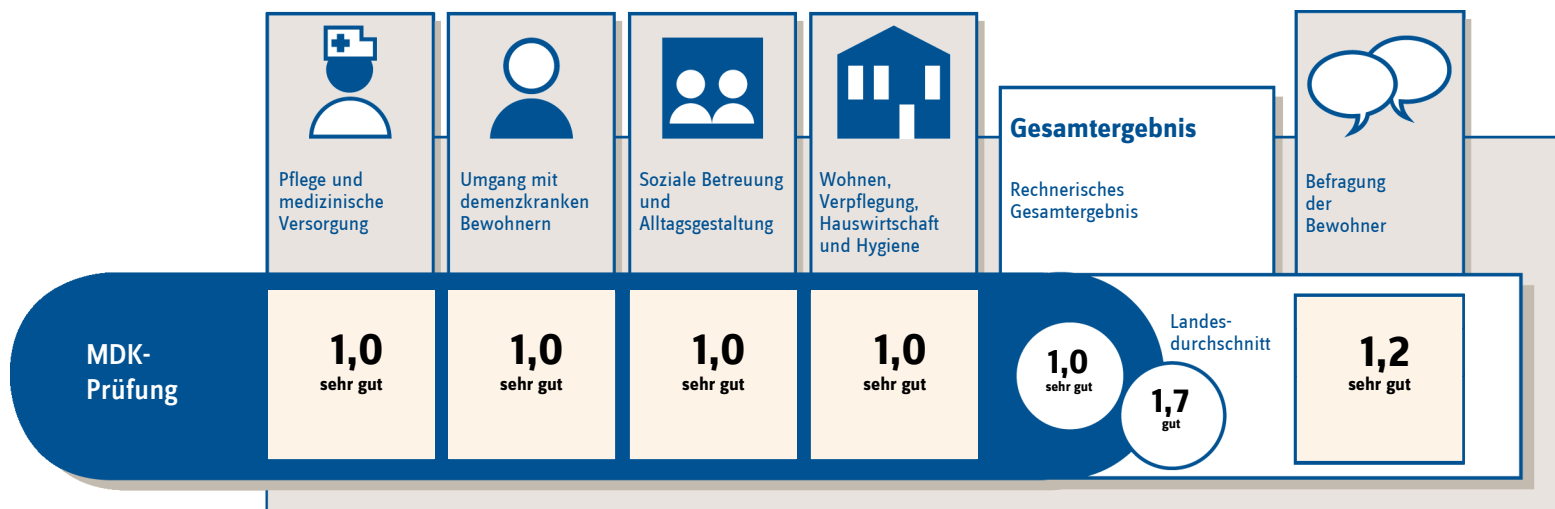 Pflege und
medizinische
Versorgung
Umgang mit
demenzkranken
Bewohnern
Soziale Betreuung
und
Alltagsgestaltung
Wohnen,
Verpflegung,
Hauswirtschaft
und Hygiene
Gesamtergebnis
Rechnerisches
Gesamtergebnis
Befragung
der
Bewohner
MDK-
Prüfung
1,0
sehr gut
1,0
sehr gut
1,0
sehr gut
1,0
sehr gut
1,0
sehr gut
Landes-
durchschnitt
1,7
gut
1,2
sehr gut